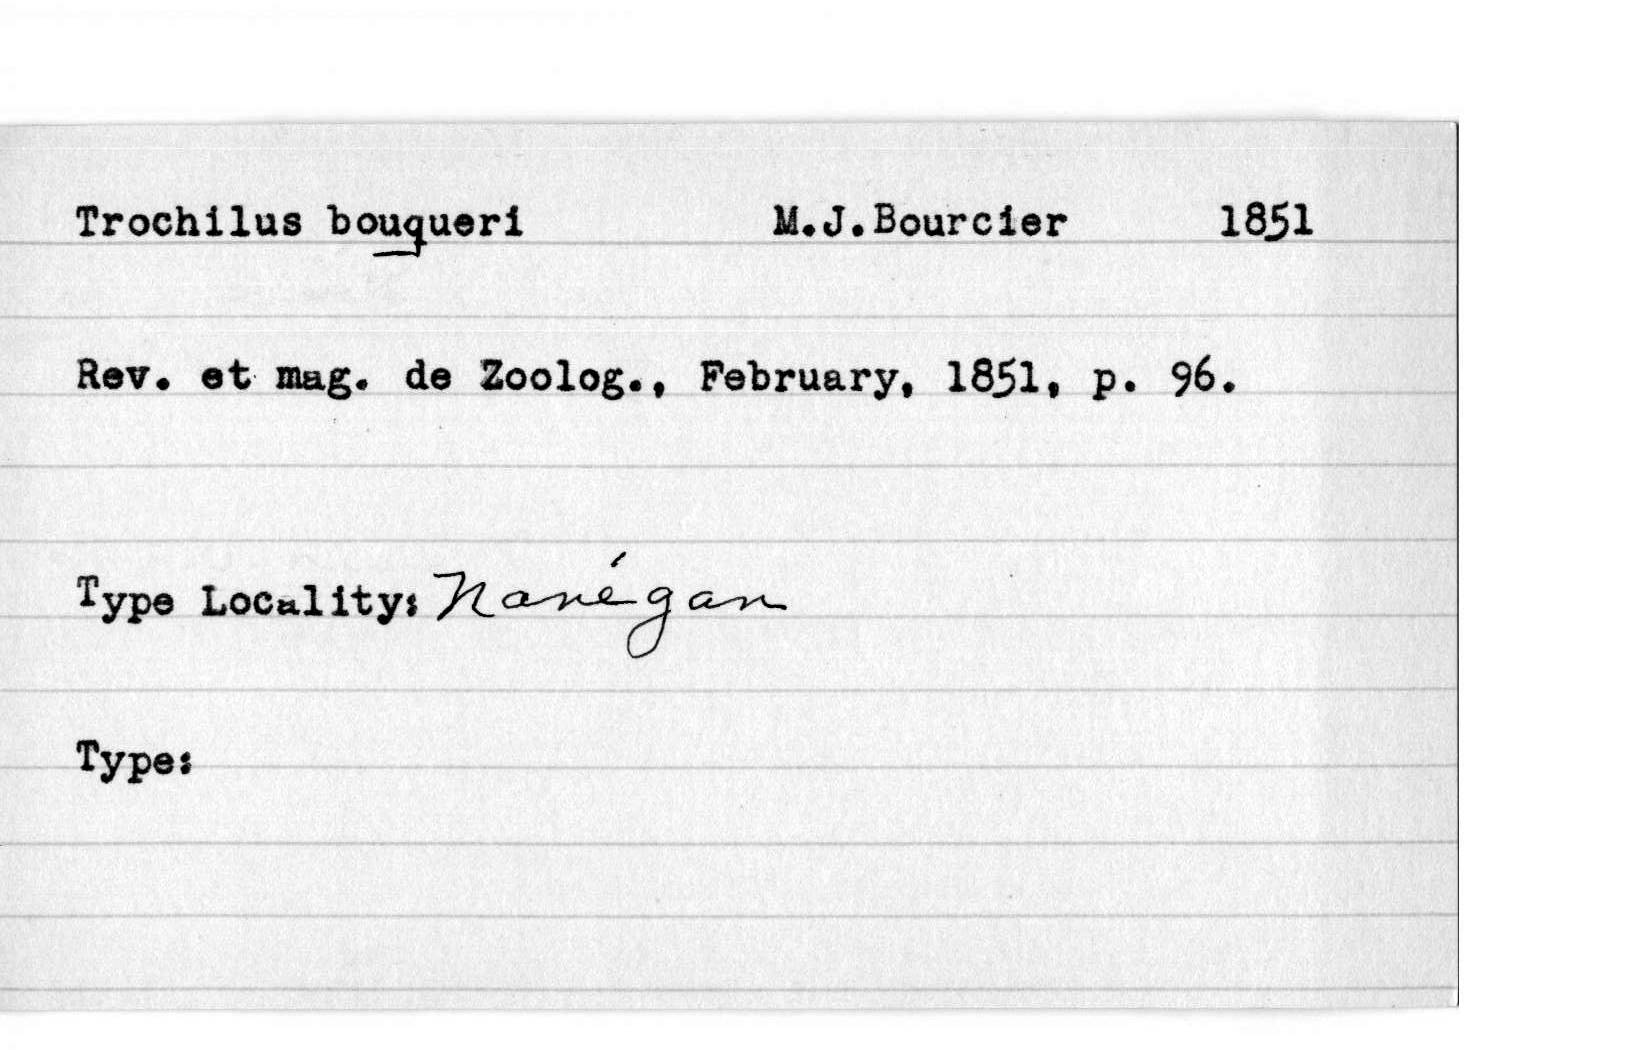 Trochilus bouqueri M.J.Bourcier 1851
Rev. et mag. de Zoolog., February, 1851, p. 96.
Type Locality: Nanégan
Type: